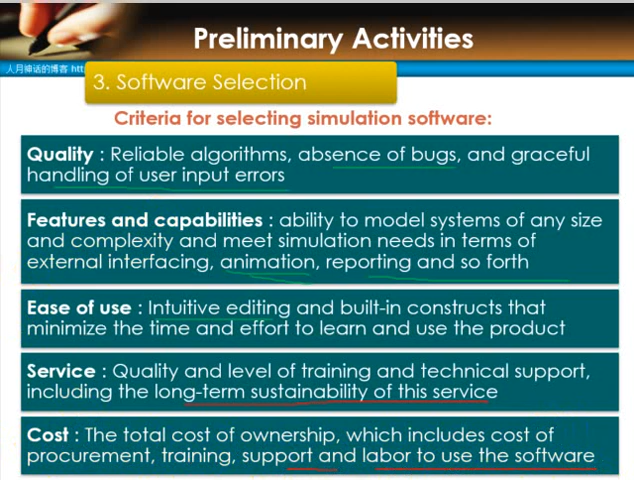 Preliminary Activities
人月神话的博客 htt
3. Software Selection
Criteria for selecting simulation software:
Quality : Reliable algorithms, absence of bugs, and graceful
handling of user input errors
Features and capabilities : ability to model systems of any size
and complexity and meet simulation needs in terms of
external interfacing, animation, reporting and so forth
Ease of use : Intuitive editing and built-in constructs that
minimize the time and effort to learn and use the product
Service : Quality and level of training and technical support,
including the long-term sustainability of this service
Cost : The total cost of ownership, which includes cost of
procurement, training, support and labor to use the software